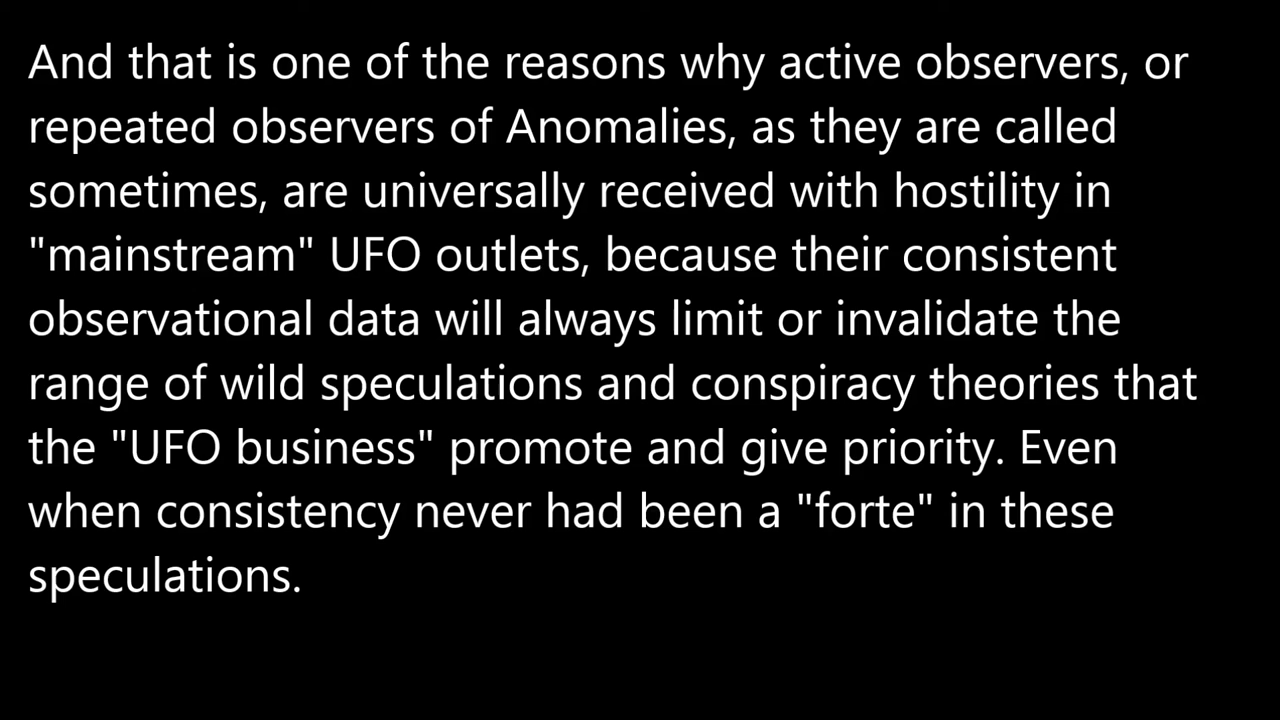 And that is one of the reasons why active observers, or
repeated observers of Anomalies, as they are called
sometimes, are universally received with hostility in
"mainstream" UFO outlets, because their consistent
observational data will always limit or invalidate the
range of wild speculations and conspiracy theories that
the "UFO business" promote and give priority. Even
when consistency never had been a "forte" in these
speculations.